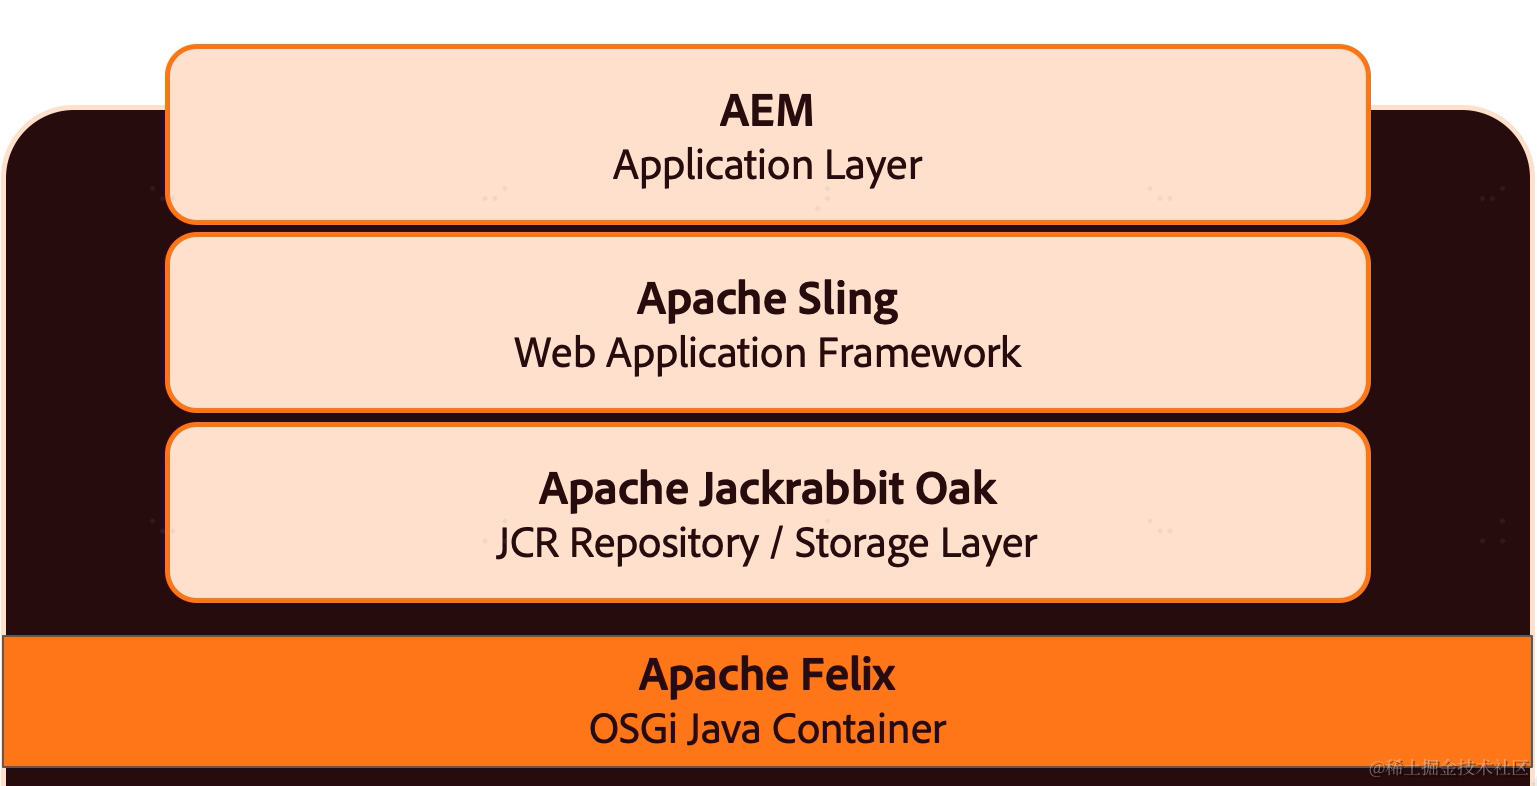 AEM
Application Layer
Apache Sling
Web Application Framework
Apache Jackrabbit Oak
JCR Repository / Storage Layer
Apache Felix
OSGi Java Container
@稀土掘金技术社区